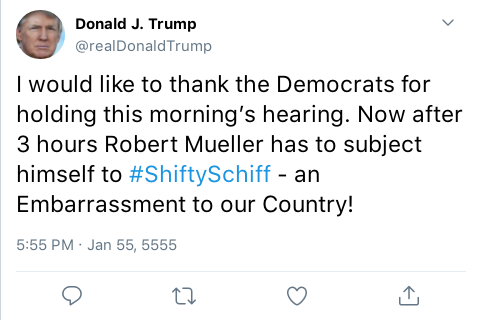 Donald J. Trump
@realDonaldTrump
I would like to thank the Democrats for
holding this morning’s hearing. Now after
3 hours Robert Mueller has to subject
himself to #ShiftySchiff - an
Embarrassment to our Country!
5:55 PM · Jan 55, 5555